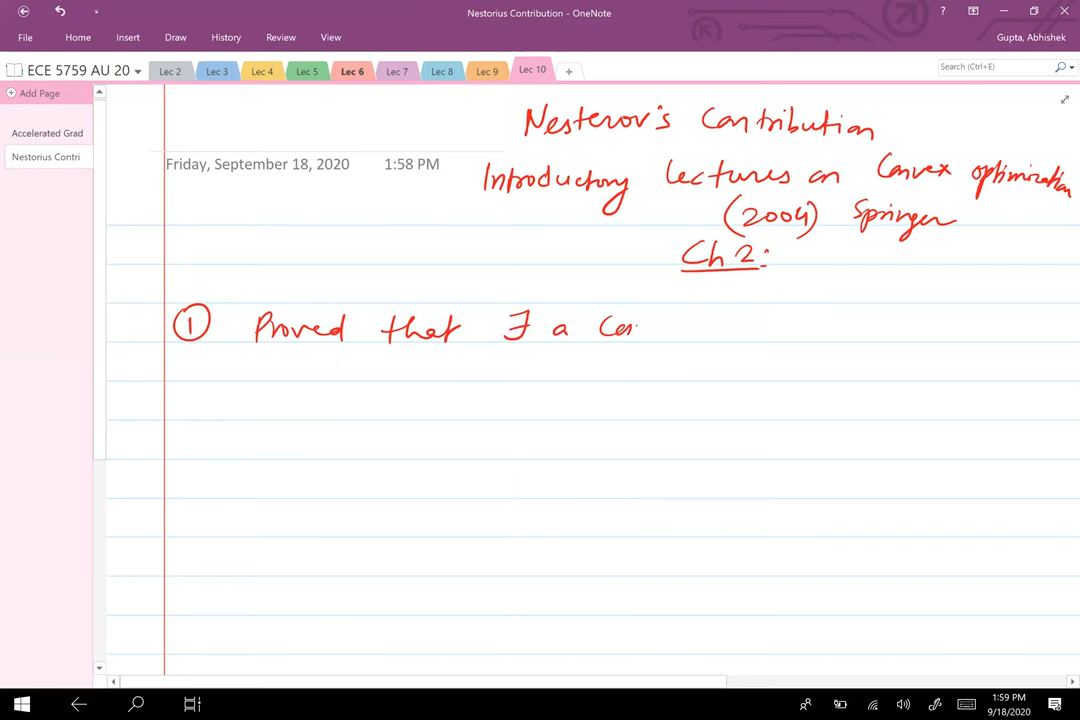 Nestorius Contribution - OneNote
?
File Home Insert Draw History Review View
Gupta, Abhishek
ECE 5759 AU 20
Lec 2 Lec 3 Lec 4 Lec 5 Lec 6 Lec 7 Lec 8 Lec 9 Lec 10 +
Search (Ctrl+E)
Add Page
Accelerated Grad
Nestorius Contri
Nesterov's Contribution
Friday, September 18, 2020 1:58 PM
Introductory Lectures on Convex optimization
(2004) Springer
Ch 2:
① Proved that ∃ a Con
1:59 PM
9/18/2020